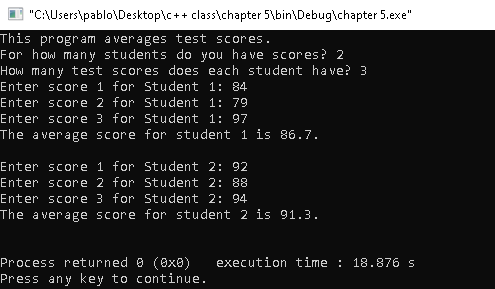 "C:\Users\pablo\Desktop\c++ class\chapter 5\bin\Debug\chapter 5.exe"
This program averages test scores.
For how many students do you have scores? 2
How many test scores does each student have? 3
Enter score 1 for Student 1: 84
Enter score 2 for Student 1: 79
Enter score 3 for Student 1: 97
The average score for student 1 is 86.7.
Enter score 1 for Student 2: 92
Enter score 2 for Student 2: 88
Enter score 3 for Student 2: 94
The average score for student 2 is 91.3.
Process returned 0 (0x0)   execution time : 18.876 s
Press any key to continue.